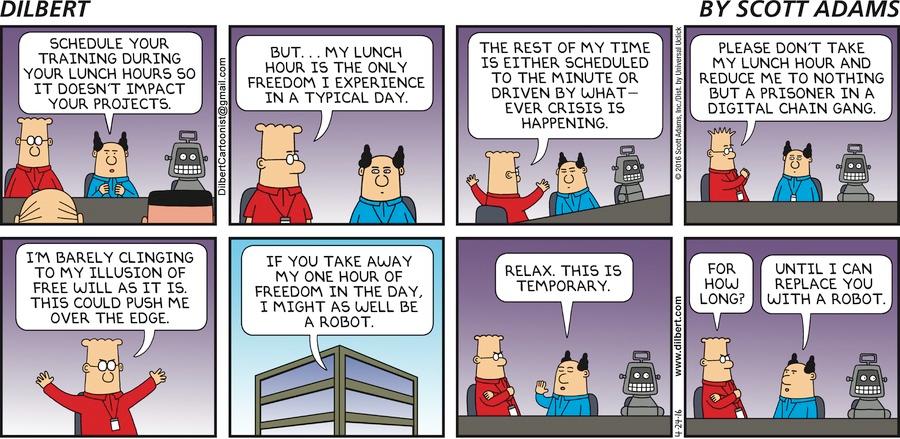 DILBERT
BY SCOTT ADAMS
SCHEDULE YOUR
TRAINING DURING
YOUR LUNCH HOURS SO
IT DOESN'T IMPACT
YOUR PROJECTS.
DilbertCartoonist@gmail.com
BUT...MY LUNCH
HOUR IS THE ONLY
FREEDOM I EXPERIENCE
IN A TYPICAL DAY.
THE REST OF MY TIME
IS EITHER SCHEDULED
TO THE MINUTE OR
DRIVEN BY WHAT-
EVER CRISIS IS
HAPPENING.
© 2016 Scott Adams, Inc./Dist. by Universal Uclick
PLEASE DON'T TAKE
MY LUNCH HOUR AND
REDUCE ME TO NOTHING
BUT A PRISONER IN A
DIGITAL CHAIN GANG.
I'M BARELY CLINGING
TO MY ILLUSION OF
FREE WILL AS IT IS.
THIS COULD PUSH ME
OVER THE EDGE.
IF YOU TAKE AWAY
MY ONE HOUR OF
FREEDOM IN THE DAY,
I MIGHT AS WELL BE
A ROBOT.
RELAX. THIS IS
TEMPORARY.
4-24-16 www.dilbert.com
FOR
HOW
LONG?
UNTIL I CAN
REPLACE YOU
WITH A ROBOT.